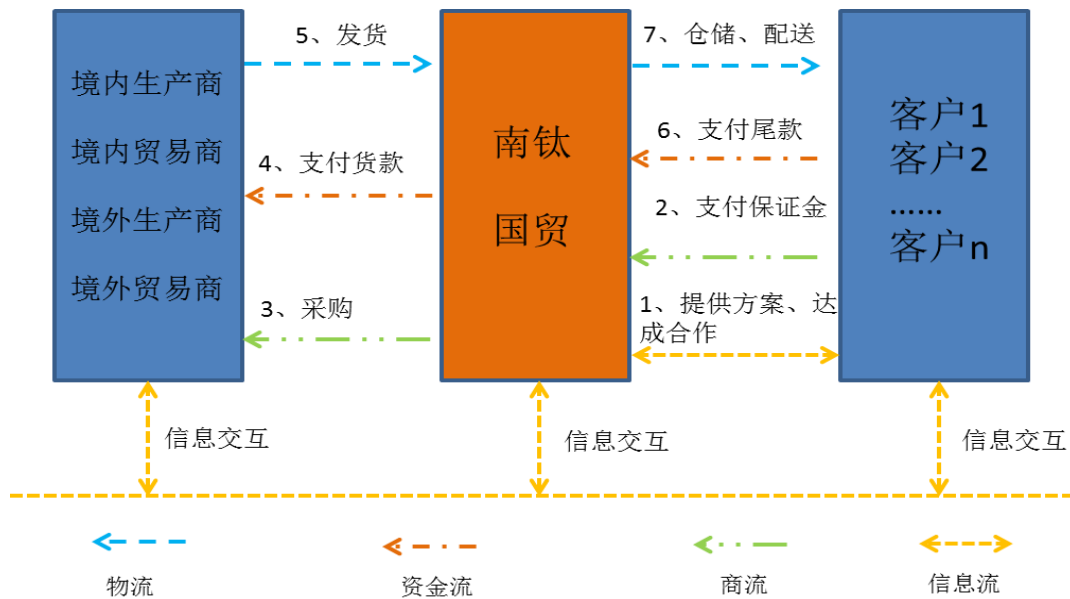 境内生产商
境内贸易商
境外生产商
境外贸易商
5、发货
4、支付货款
3、采购
南钛
国贸
7、仓储、配送
6、支付尾款
2、支付保证金
1、提供方案、达
成合作
客户1
客户2
……
客户n
信息交互
信息交互
信息交互
物流
资金流
商流
信息流